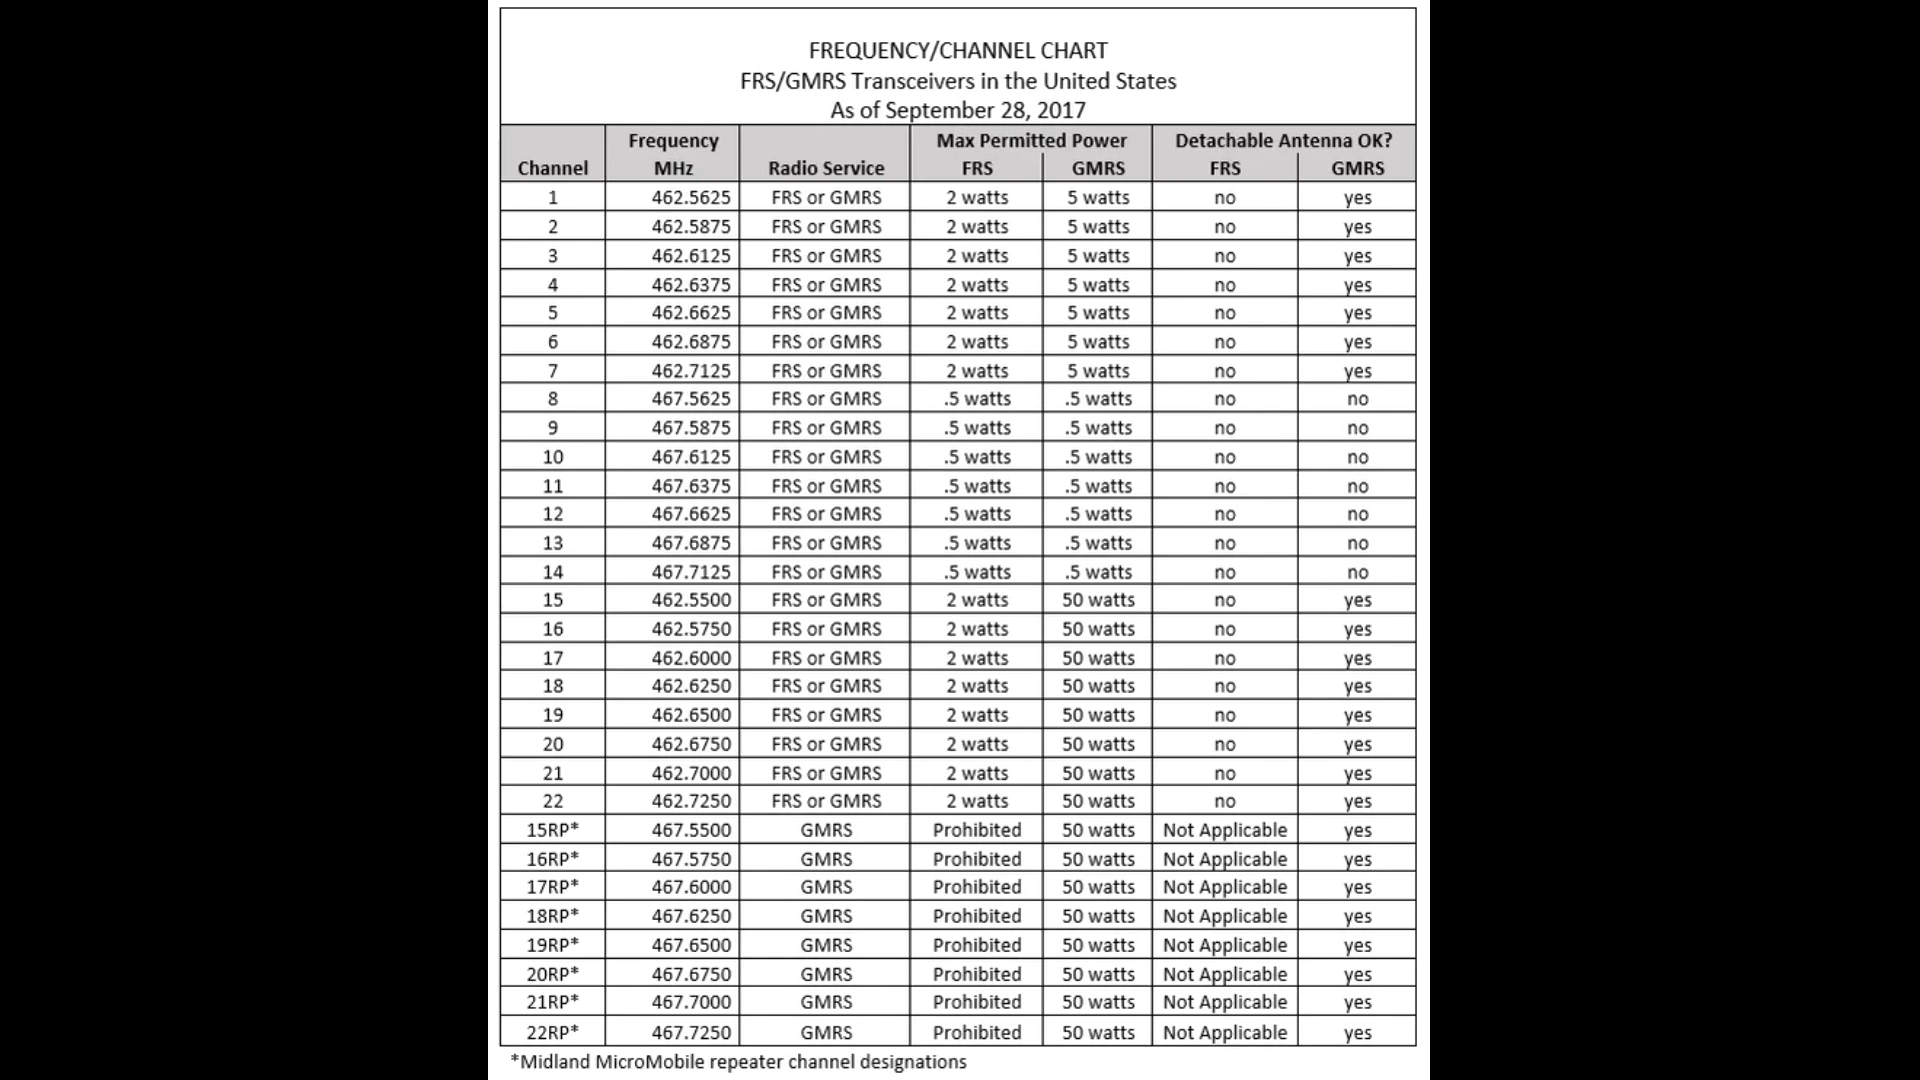 FREQUENCY/CHANNEL CHART
FRS/GMRS Transceivers in the United States
As of September 28, 2017
Frequency Max Permitted Power Detachable Antenna OK?
Channel MHz Radio Service FRS GMRS FRS GMRS
1 462.5625 FRS or GMRS 2 watts 5 watts no yes
2 462.5875 FRS or GMRS 2 watts 5 watts no yes
3 462.6125 FRS or GMRS 2 watts 5 watts no yes
4 462.6375 FRS or GMRS 2 watts 5 watts no yes
5 462.6625 FRS or GMRS 2 watts 5 watts no yes
6 462.6875 FRS or GMRS 2 watts 5 watts no yes
7 462.7125 FRS or GMRS 2 watts 5 watts no yes
8 467.5625 FRS or GMRS .5 watts .5 watts no no
9 467.5875 FRS or GMRS .5 watts .5 watts no no
10 467.6125 FRS or GMRS .5 watts .5 watts no no
11 467.6375 FRS or GMRS .5 watts .5 watts no no
12 467.6625 FRS or GMRS .5 watts .5 watts no no
13 467.6875 FRS or GMRS .5 watts .5 watts no no
14 467.7125 FRS or GMRS .5 watts .5 watts no no
15 462.5500 FRS or GMRS 2 watts 50 watts no yes
16 462.5750 FRS or GMRS 2 watts 50 watts no yes
17 462.6000 FRS or GMRS 2 watts 50 watts no yes
18 462.6250 FRS or GMRS 2 watts 50 watts no yes
19 462.6500 FRS or GMRS 2 watts 50 watts no yes
20 462.6750 FRS or GMRS 2 watts 50 watts no yes
21 462.7000 FRS or GMRS 2 watts 50 watts no yes
22 462.7250 FRS or GMRS 2 watts 50 watts no yes
15RP* 467.5500 GMRS Prohibited 50 watts Not Applicable yes
16RP* 467.5750 GMRS Prohibited 50 watts Not Applicable yes
17RP* 467.6000 GMRS Prohibited 50 watts Not Applicable yes
18RP* 467.6250 GMRS Prohibited 50 watts Not Applicable yes
19RP* 467.6500 GMRS Prohibited 50 watts Not Applicable yes
20RP* 467.6750 GMRS Prohibited 50 watts Not Applicable yes
21RP* 467.7000 GMRS Prohibited 50 watts Not Applicable yes
22RP* 467.7250 GMRS Prohibited 50 watts Not Applicable yes
*Midland MicroMobile repeater channel designations